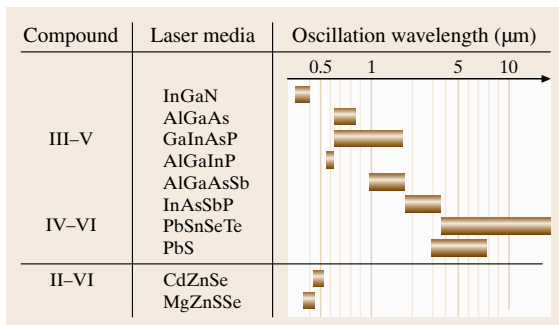 Compound Laser media Oscillation wavelength (µm)
0.5 1 5 10
InGaN
AlGaAs
III–V GaInAsP
AlGaInP
AlGaAsSb
InAsSbP
IV–VI PbSnSeTe
PbS
II–VI CdZnSe
MgZnSSe